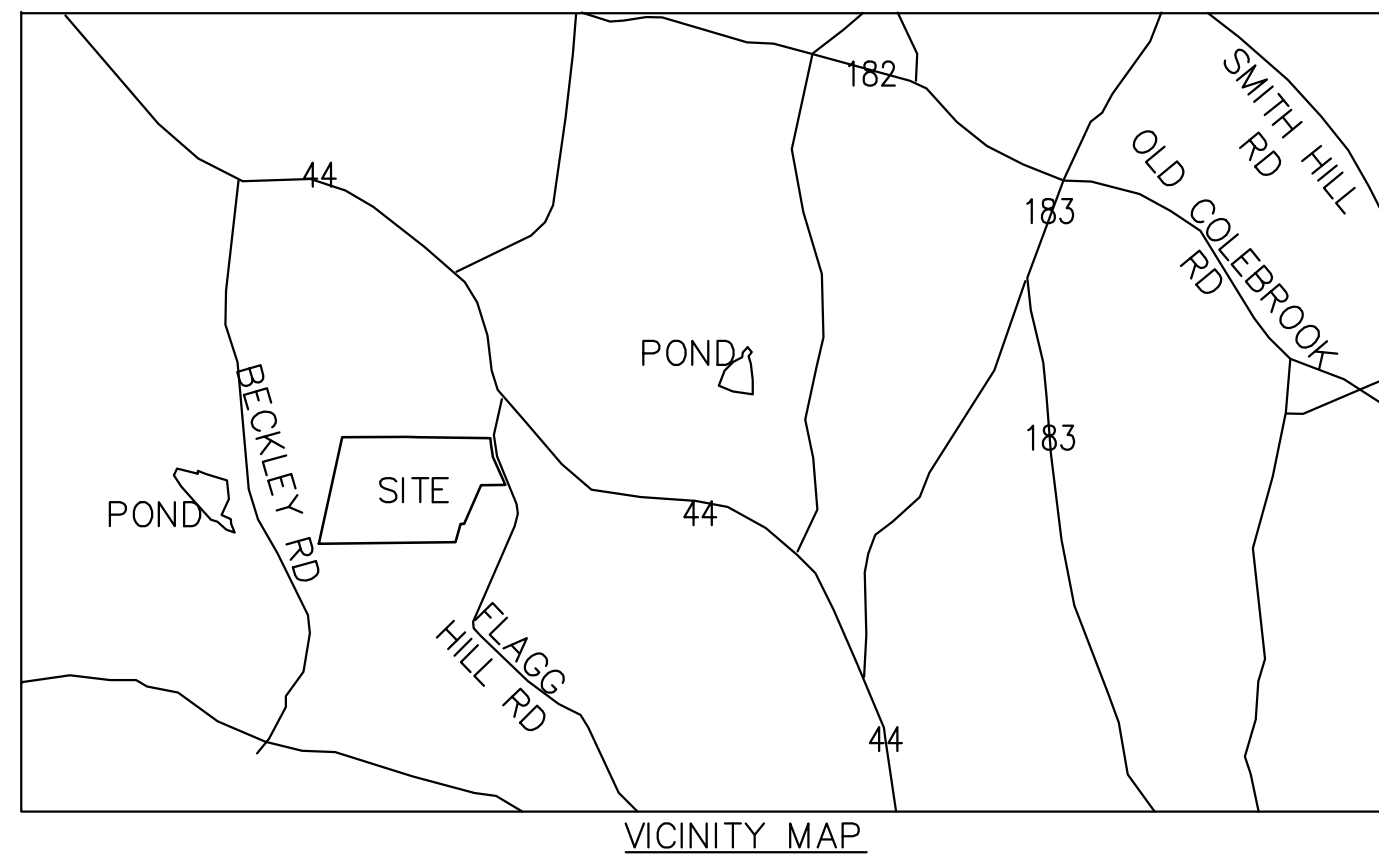 182
SMITH HILL
RD
OLD COLEBROOK
RD
44
183
POND
BECKLEY RD
183
SITE
POND
44
FLAGG
HILL RD
44
VICINITY MAP